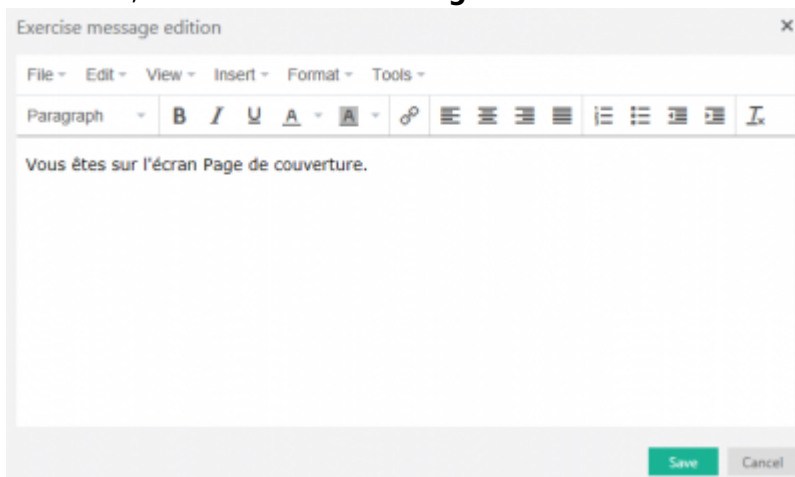 Exercise message edition ×
File Edit View Insert Format Tools
Paragraph B I U A A
Vous êtes sur l'écran Page de couverture.
Save Cancel